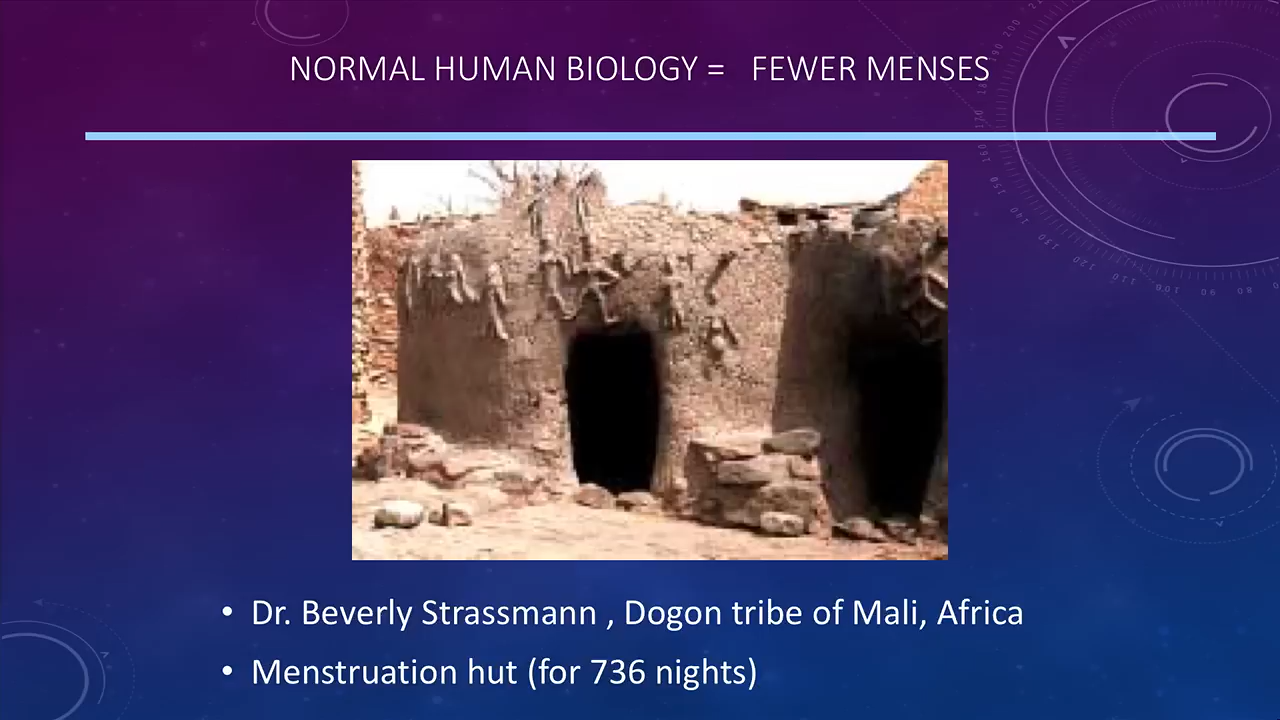 NORMAL HUMAN BIOLOGY = FEWER MENSES
Dr. Beverly Strassmann , Dogon tribe of Mali, Africa
Menstruation hut (for 736 nights)